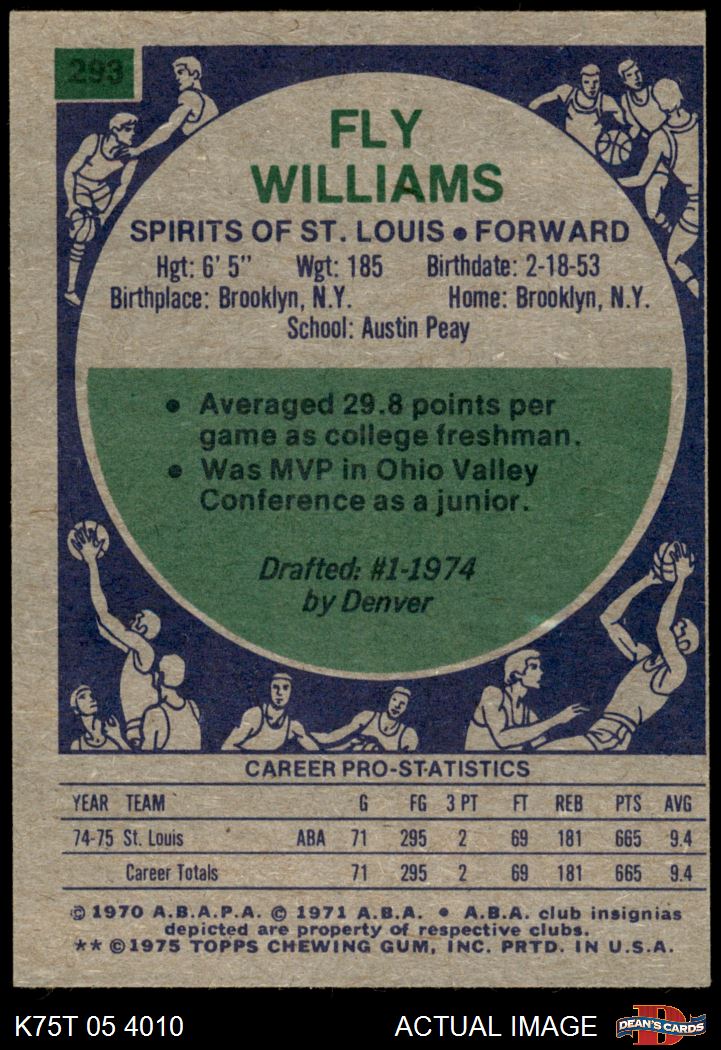 293
FLY
WILLIAMS
SPIRITS OF ST. LOUIS • FORWARD
Hgt: 6' 5" Wgt: 185 Birthdate: 2-18-53
Birthplace: Brooklyn, N.Y. Home: Brooklyn, N.Y.
School: Austin Peay
• Averaged 29.8 points per
game as college freshman.
• Was MVP in Ohio Valley
Conference as a junior.
Drafted: #1-1974
by Denver
CAREER PRO-STATISTICS
YEAR TEAM G FG 3 PT FT REB PTS AVG
74-75 St. Louis ABA 71 295 2 69 181 665 9.4
Career Totals 71 295 2 69 181 665 9.4
© 1970 A.B.A.P.A. © 1971 A.B.A. • A.B.A. club insignias
depicted are property of respective clubs.
** © 1975 TOPPS CHEWING GUM, INC. PRTD. IN U.S.A.
K75T 05 4010 ACTUAL IMAGE D DEAN'S CARDS